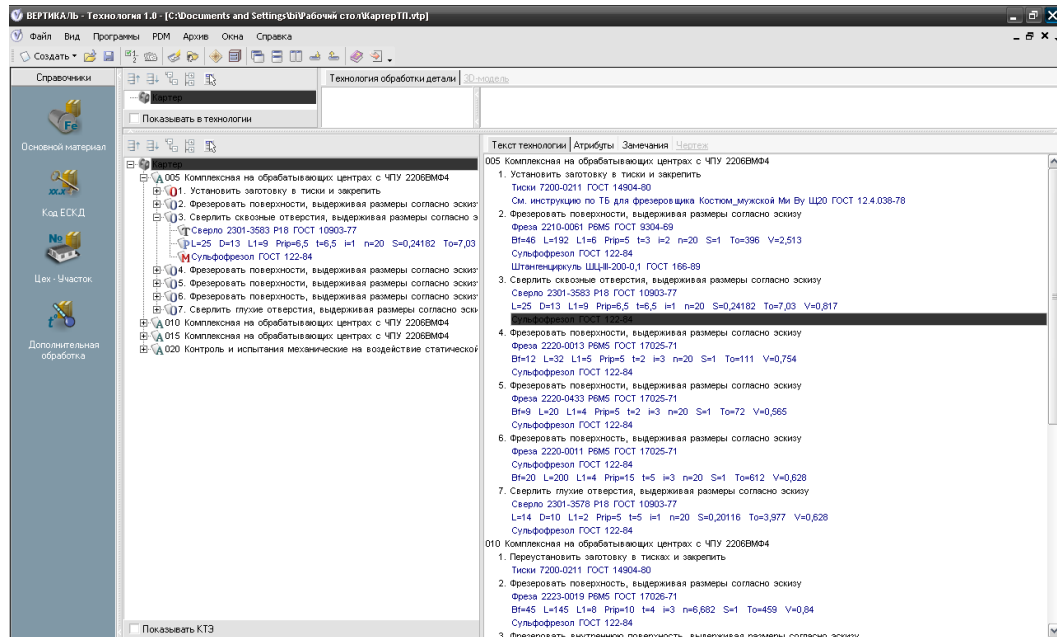 ВЕРТИКАЛЬ - Технология 1.0 - [C:\Documents and Settings\bi\Рабочий стол\КартерТП.vtp]
Файл Вид Программы PDM Архив Окна Справка
Создать
Справочники
Основной материал
Код ЕСКД
Цех - Участок
Дополнительная обработка
Картер
Показывать в технологии
Технология обработки детали 3D-модель
Картер
005 Комплексная на обрабатывающих центрах с ЧПУ 2206ВМФ4
1. Установить заготовку в тиски и закрепить
2. Фрезеровать поверхности, выдерживая размеры согласно эскиз
3. Сверлить сквозные отверстия, выдерживая размеры согласно э
Сверло 2301-3583 Р18 ГОСТ 10903-77
L=25 D=13 L1=9 Prip=6,5 t=6,5 i=1 n=20 S=0,24182 To=7,03
Сульфофрезол ГОСТ 122-84
4. Фрезеровать поверхности, выдерживая размеры согласно эскиз
5. Фрезеровать поверхности, выдерживая размеры согласно эскиз
6. Фрезеровать поверхность, выдерживая размеры согласно эскиз
7. Сверлить глухие отверстия, выдерживая размеры согласно эски
010 Комплексная на обрабатывающих центрах с ЧПУ 2206ВМФ4
015 Комплексная на обрабатывающих центрах с ЧПУ 2206ВМФ4
020 Контроль и испытания механические на воздействие статической
Показывать КТЭ
Текст технологии Атрибуты Замечания Чертеж
005 Комплексная на обрабатывающих центрах с ЧПУ 2206ВМФ4
1. Установить заготовку в тиски и закрепить
Тиски 7200-0211 ГОСТ 14904-80
См. инструкцию по ТБ для фрезеровщика Костюм_мужской Ми Ву Щ20 ГОСТ 12.4.038-78
2. Фрезеровать поверхности, выдерживая размеры согласно эскизу
Фреза 2210-0061 Р6М5 ГОСТ 9304-69
Bf=46 L=192 L1=6 Prip=5 t=3 i=2 n=20 S=1 To=396 V=2,513
Сульфофрезол ГОСТ 122-84
Штангенциркуль ШЦ-III-200-0,1 ГОСТ 166-89
3. Сверлить сквозные отверстия, выдерживая размеры согласно эскизу
Сверло 2301-3583 Р18 ГОСТ 10903-77
L=25 D=13 L1=9 Prip=6,5 t=6,5 i=1 n=20 S=0,24182 To=7,03 V=0,817
Сульфофрезол ГОСТ 122-84
4. Фрезеровать поверхности, выдерживая размеры согласно эскизу
Фреза 2220-0013 Р6М5 ГОСТ 17025-71
Bf=12 L=32 L1=5 Prip=5 t=2 i=3 n=20 S=1 To=111 V=0,754
Сульфофрезол ГОСТ 122-84
5. Фрезеровать поверхности, выдерживая размеры согласно эскизу
Фреза 2220-0433 Р6М5 ГОСТ 17025-71
Bf=9 L=20 L1=4 Prip=5 t=2 i=3 n=20 S=1 To=72 V=0,565
Сульфофрезол ГОСТ 122-84
6. Фрезеровать поверхность, выдерживая размеры согласно эскизу
Фреза 2220-0011 Р6М5 ГОСТ 17025-71
Сульфофрезол ГОСТ 122-84
Bf=20 L=200 L1=4 Prip=15 t=5 i=3 n=20 S=1 To=612 V=0,628
7. Сверлить глухие отверстия, выдерживая размеры согласно эскизу
Сверло 2301-3578 Р18 ГОСТ 10903-77
L=14 D=10 L1=2 Prip=5 t=5 i=1 n=20 S=0,20116 To=3,977 V=0,628
Сульфофрезол ГОСТ 122-84
010 Комплексная на обрабатывающих центрах с ЧПУ 2206ВМФ4
1. Переустановить заготовку в тисках и закрепить
Тиски 7200-0211 ГОСТ 14904-80
2. Фрезеровать поверхность, выдерживая размеры согласно эскизу
Фреза 2223-0019 Р6М5 ГОСТ 17026-71
Bf=45 L=145 L1=8 Prip=10 t=4 i=3 n=6,682 S=1 To=459 V=0,84
Сульфофрезол ГОСТ 122-84
3. Фрезеровать внутреннюю поверхность, выдерживая размеры согласно эскизу